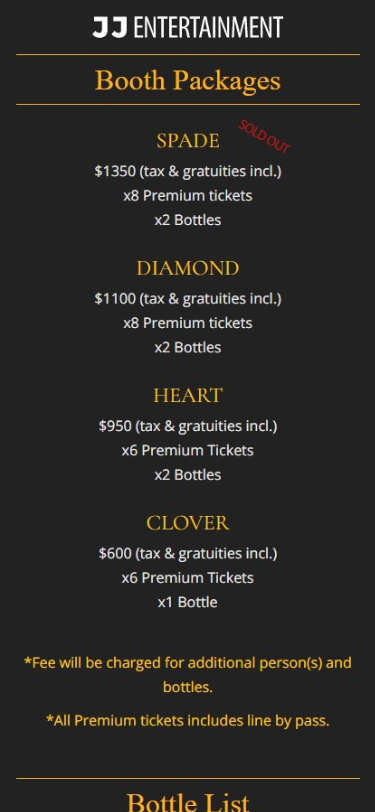 JJ ENTERTAINMENT
Booth Packages
SPADE
SOLD OUT
$1350 (tax & gratuities incl.)
x8 Premium tickets
x2 Bottles
DIAMOND
$1100 (tax & gratuities incl.)
x8 Premium tickets
x2 Bottles
HEART
$950 (tax & gratuities incl.)
x6 Premium Tickets
x2 Bottles
CLOVER
$600 (tax & gratuities incl.)
x6 Premium Tickets
x1 Bottle
*Fee will be charged for additional person(s) and
bottles.
*All Premium tickets includes line by pass.
Bottle List